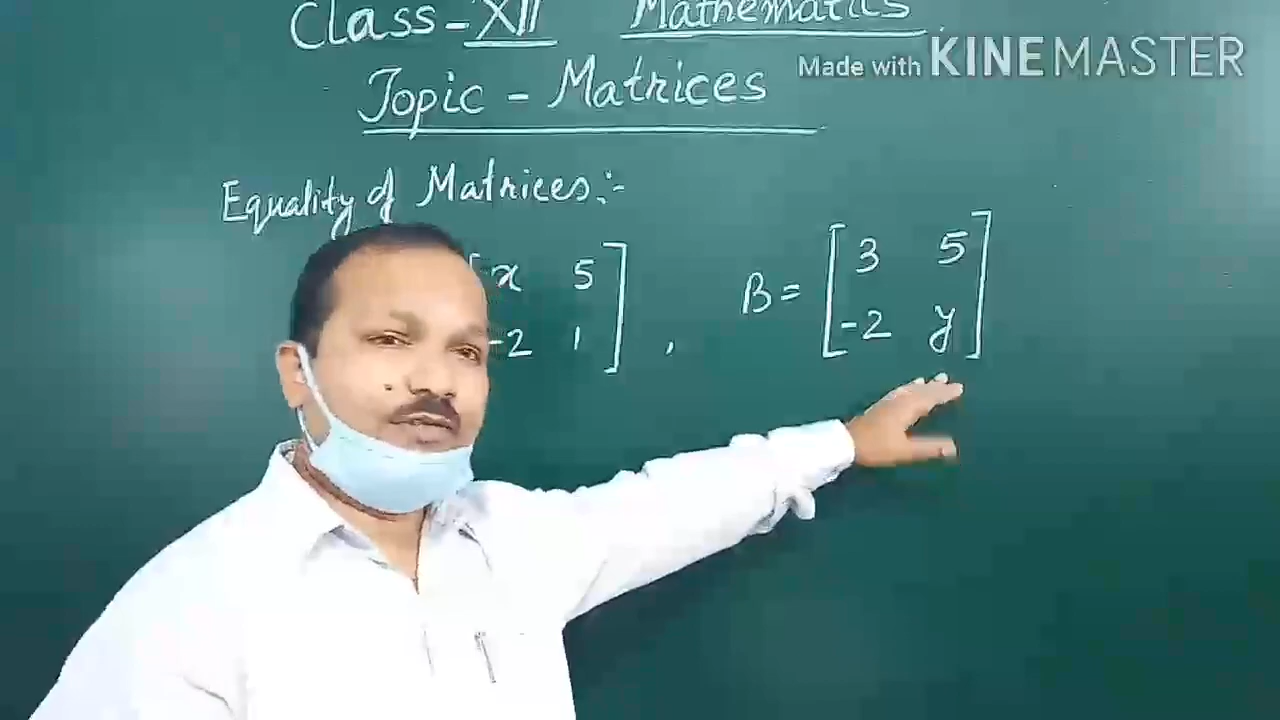 Class-XII Mathematics
Made with KINEMASTER
Topic - Matrices
Equality of Matrices:-
x 5
-2 1 ,
B = [3 5
-2 y]